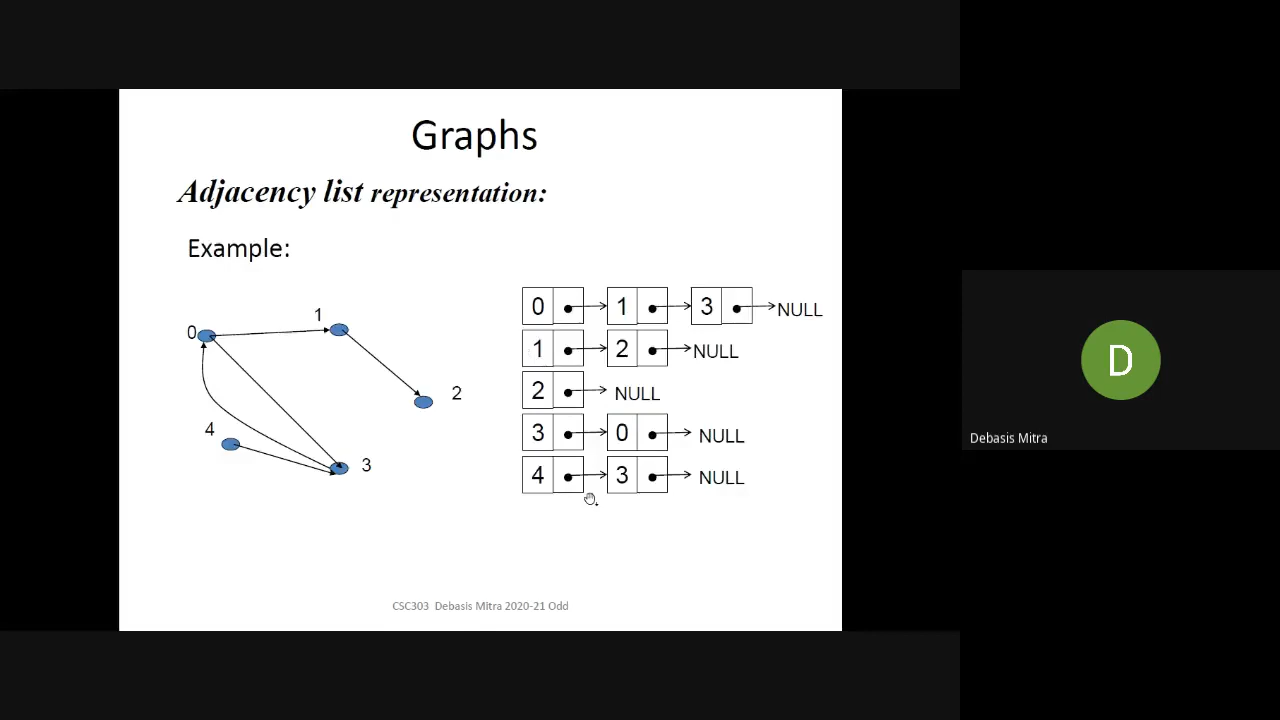 Graphs
Adjacency list representation:
Example:
0
1
2
4
3
0 1 3 NULL
1 2 NULL
2 NULL
3 0 NULL
4 3 NULL
CSC303 Debasis Mitra 2020-21 Odd
D
Debasis Mitra